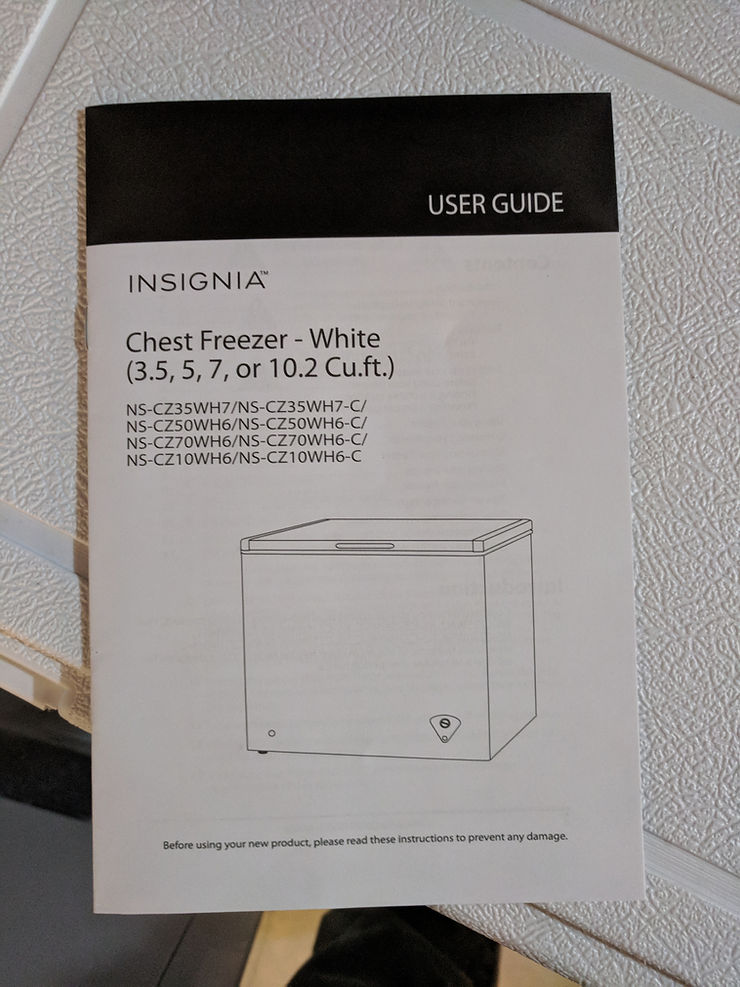 USER GUIDE
INSIGNIA™
Chest Freezer - White
(3.5, 5, 7, or 10.2 Cu.ft.)
NS-CZ35WH7/NS-CZ35WH7-C/
NS-CZ50WH6/NS-CZ50WH6-C/
NS-CZ70WH6/NS-CZ70WH6-C/
NS-CZ10WH6/NS-CZ10WH6-C
Before using your new product, please read these instructions to prevent any damage.